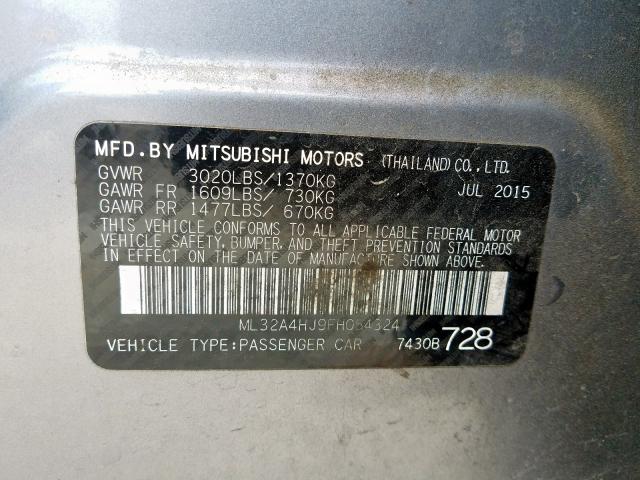 MFD.BY MITSUBISHI MOTORS (THAILAND) CO.,LTD.
GVWR 3020LBS/1370KG JUL 2015
GAWR FR 1609LBS/ 730KG
GAWR RR 1477LBS/ 670KG
THIS VEHICLE CONFORMS TO ALL APPLICABLE FEDERAL MOTOR
VEHICLE SAFETY, BUMPER, AND THEFT PREVENTION STANDARDS
IN EFFECT ON THE DATE OF MANUFACTURE SHOWN ABOVE.
ML32A4HJ9FH054324
VEHICLE TYPE:PASSENGER CAR 7430B 728